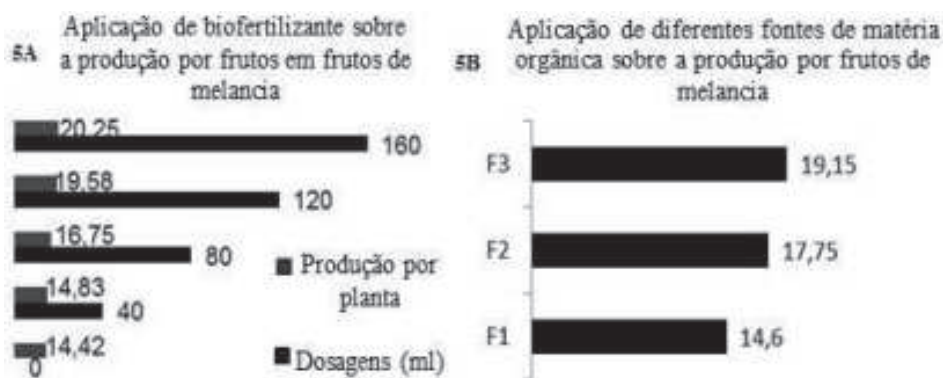 5A
Aplicação de biofertilizante sobre
a produção por frutos em frutos de
melancia
20,25
160
19,58
120
16,75
80
14,83
40
14,42
0
Produção por
planta
Dosagens (ml)
5B
Aplicação de diferentes fontes de matéria
orgânica sobre a produção por frutos de
melancia
F3
19,15
F2
17,75
F1
14,6